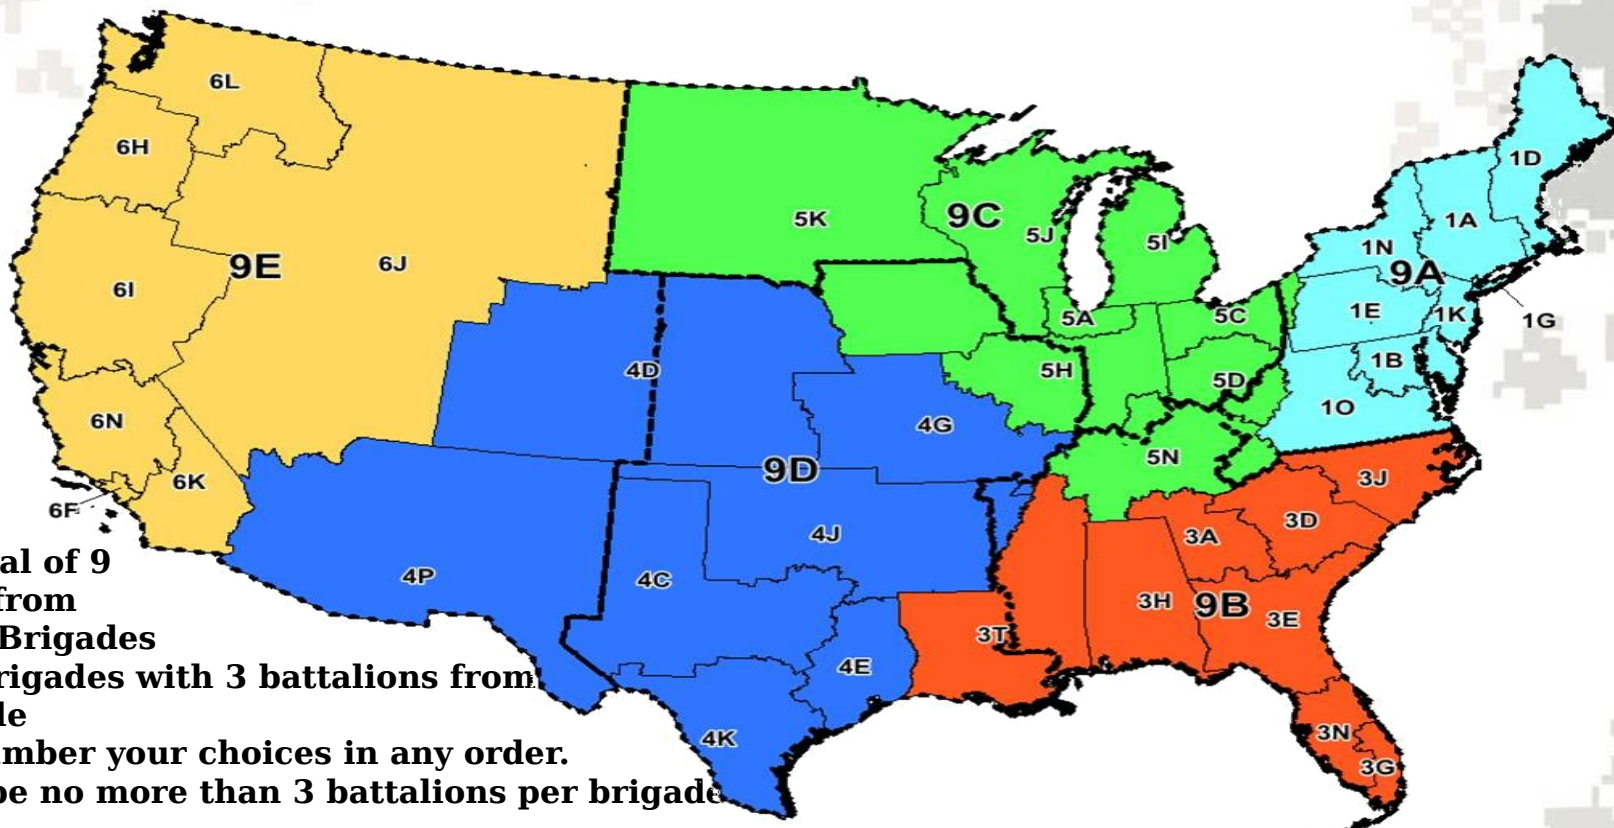 6L
1D
6H
1A
5K
9C
5J
5I
1N
9E
6J
9A
6I
1E
1K
5A
5C
1G
4D
5H
5D
1B
1O
6N
4G
5N
9D
6K
3J
6F
3A
3D
4J
al of 9
4P
4C
from
3H
9B
3E
Brigades
3T
rigades with 3 battalions from
4E
le
3N
mber your choices in any order.
4K
3G
be no more than 3 battalions per brigade